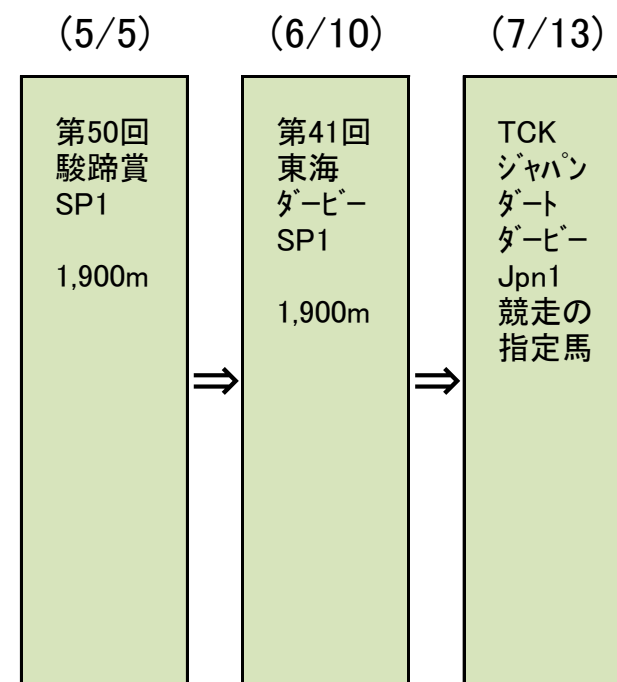 (5/5)
第50回
駿蹄賞
SP1
1,900m
⇒
(6/10)
第41回
東海
ﾀﾞｰﾋﾞｰ
SP1
1,900m
⇒
(7/13)
TCK
ｼﾞｬﾊﾟﾝ
ﾀﾞｰﾄ
ﾀﾞｰﾋﾞｰ
Jpn1
競走の
指定馬